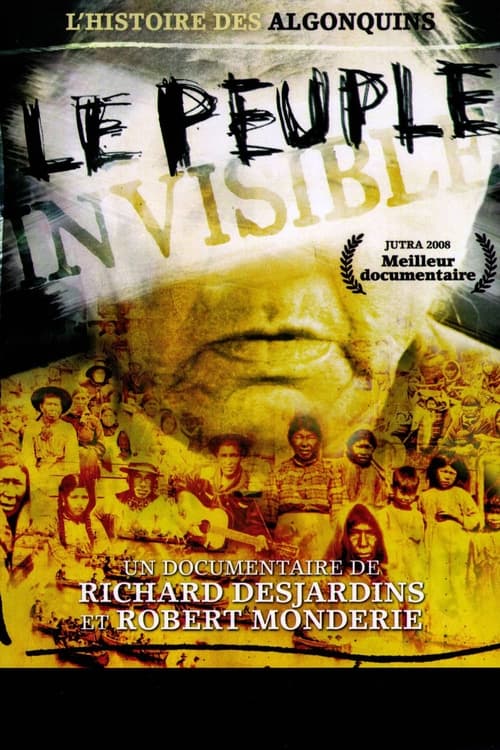 L'HISTOIRE DES ALGONQUINS
LE PEUPLE
INVISIBLE
JUTRA 2008
Meilleur
documentaire
UN DOCUMENTAIRE DE
RICHARD DESJARDINS
ET ROBERT MONDERIE